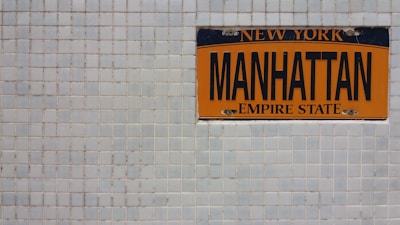 NEW YORK
MANHATTAN
EMPIRE STATE